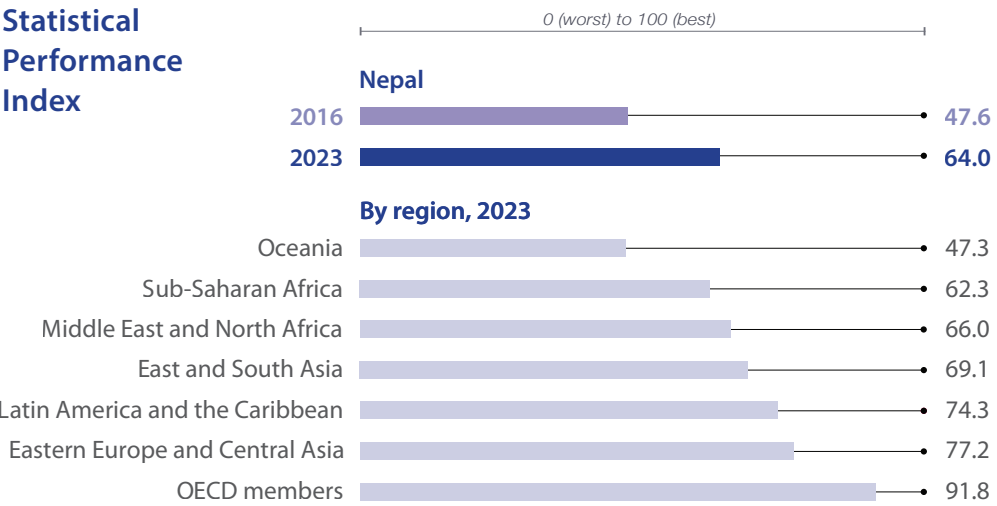 Statistical
Performance
Index
0 (worst) to 100 (best)
Nepal
2016 47.6
2023 64.0
By region, 2023
Oceania 47.3
Sub-Saharan Africa 62.3
Middle East and North Africa 66.0
East and South Asia 69.1
Latin America and the Caribbean 74.3
Eastern Europe and Central Asia 77.2
OECD members 91.8